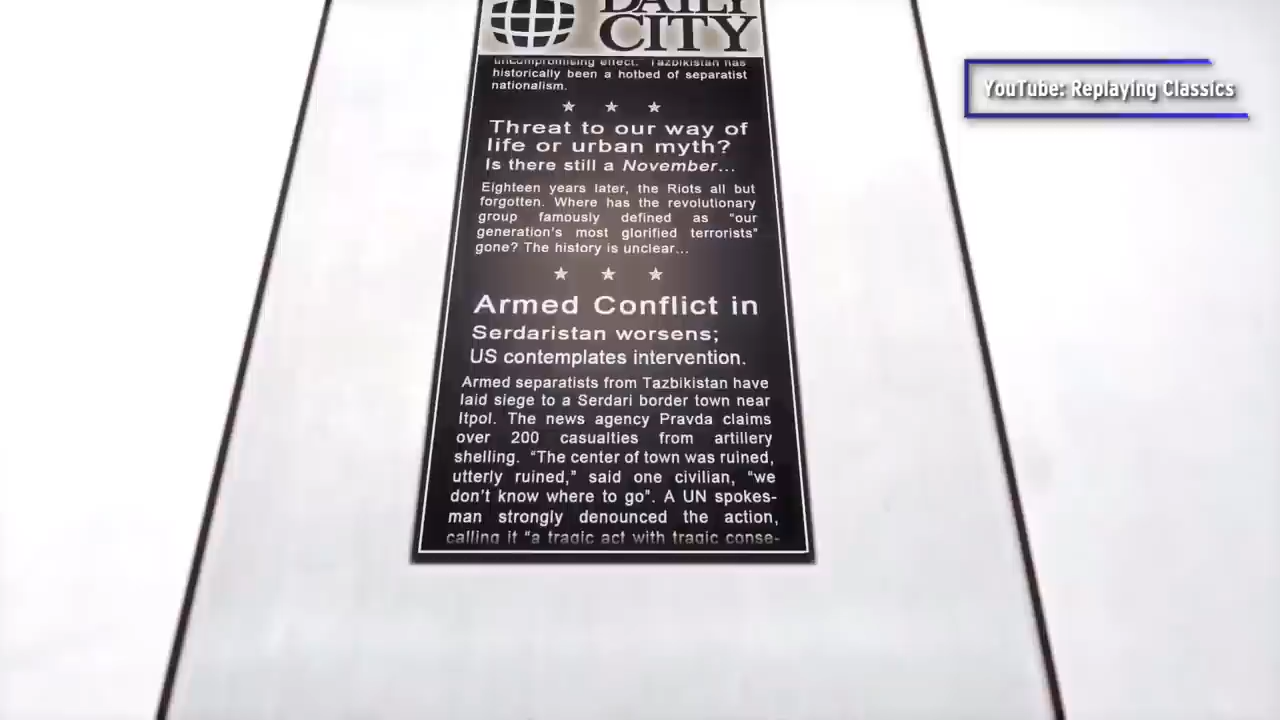 DAILY
CITY
uncompromising effect." Tazbikistan has
historically been a hotbed of separatist
nationalism.
Threat to our way of
life or urban myth?
Is there still a November...
Eighteen years later, the Riots all but
forgotten. Where has the revolutionary
group famously defined as "our
generation's most glorified terrorists"
gone? The history is unclear...
Armed Conflict in
Serdaristan worsens;
US contemplates intervention.
Armed separatists from Tazbikistan have
laid siege to a Serdari border town near
Itpol. The news agency Pravda claims
over 200 casualties from artillery
shelling. "The center of town was ruined,
utterly ruined," said one civilian, "we
don't know where to go". A UN spokes-
man strongly denounced the action,
calling it "a tragic act with tragic conse-
YouTube: Replaying Classics